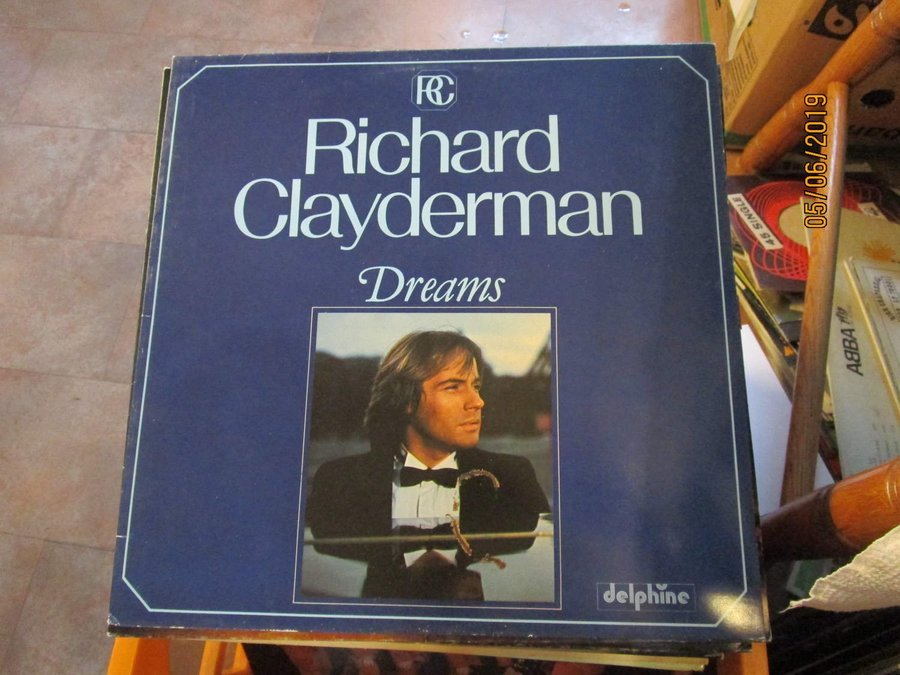 RC
Richard
Clayderman
Dreams
delphine
05/06/2019
45 SINGLE
ABBA